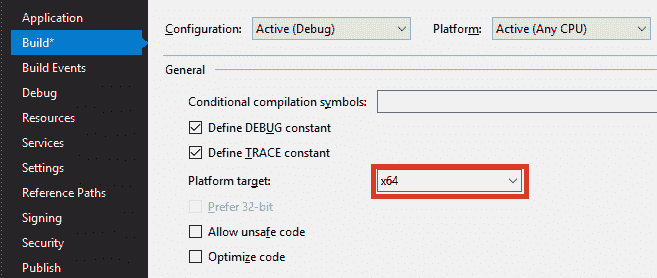 Application
Build*
Build Events
Debug
Resources
Services
Settings
Reference Paths
Signing
Security
Publish
Configuration: Active (Debug) Platform: Active (Any CPU)
General
Conditional compilation symbols:
Define DEBUG constant
Define TRACE constant
Platform target: x64
Prefer 32-bit
Allow unsafe code
Optimize code